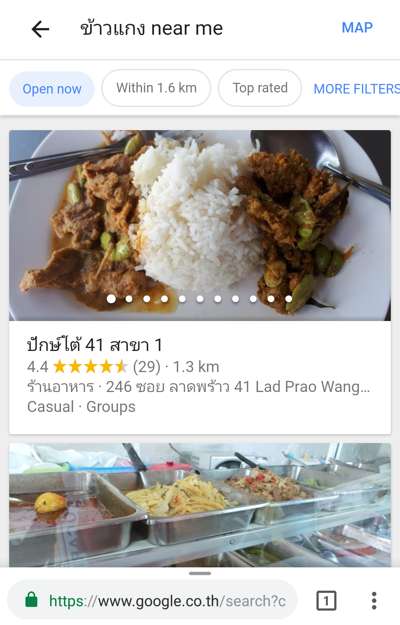 ข้าวแกง near me
MAP
Open now
Within 1.6 km
Top rated
MORE FILTERS
ปักษ์ใต้ 41 สาขา 1
4.4 ★★★★★ (29) · 1.3 km
ร้านอาหาร · 246 ซอย ลาดพร้าว 41 Lad Prao Wang...
Casual · Groups
https://www.google.co.th/search?c
1